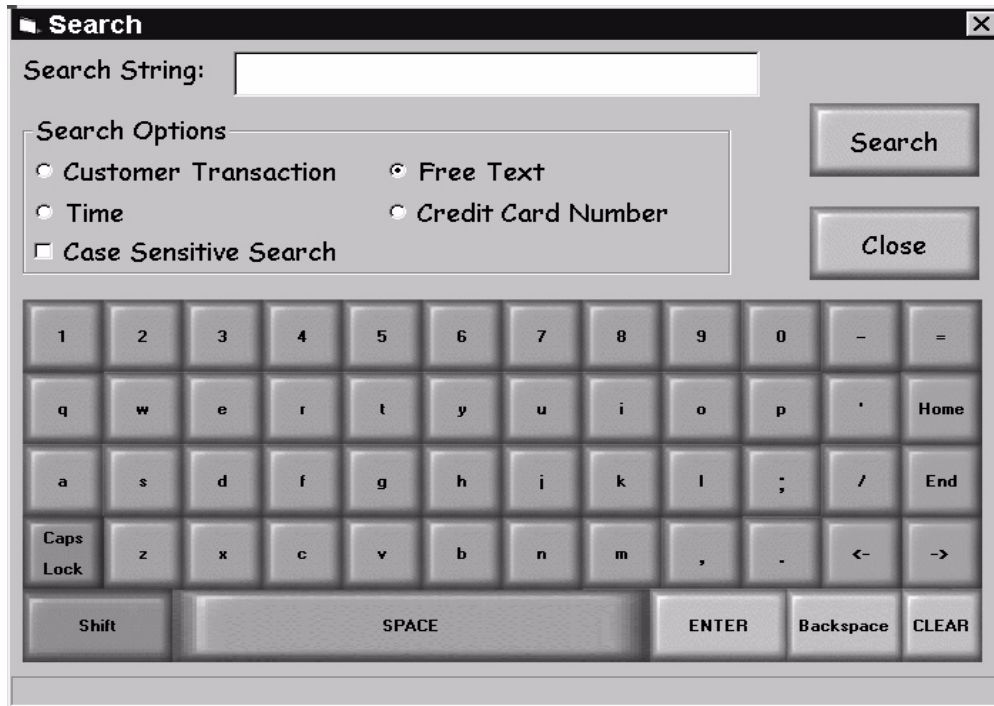 Search
Search String:
Search Options
Search
Customer Transaction Free Text
Time Credit Card Number
Case Sensitive Search
Close
1 2 3 4 5 6 7 8 9 0 - =
q w e r t y u i o p ' Home
a s d f g h j k l ; / End
Caps
Lock
z x c v b n m , . <- ->
Shift SPACE ENTER Backspace CLEAR